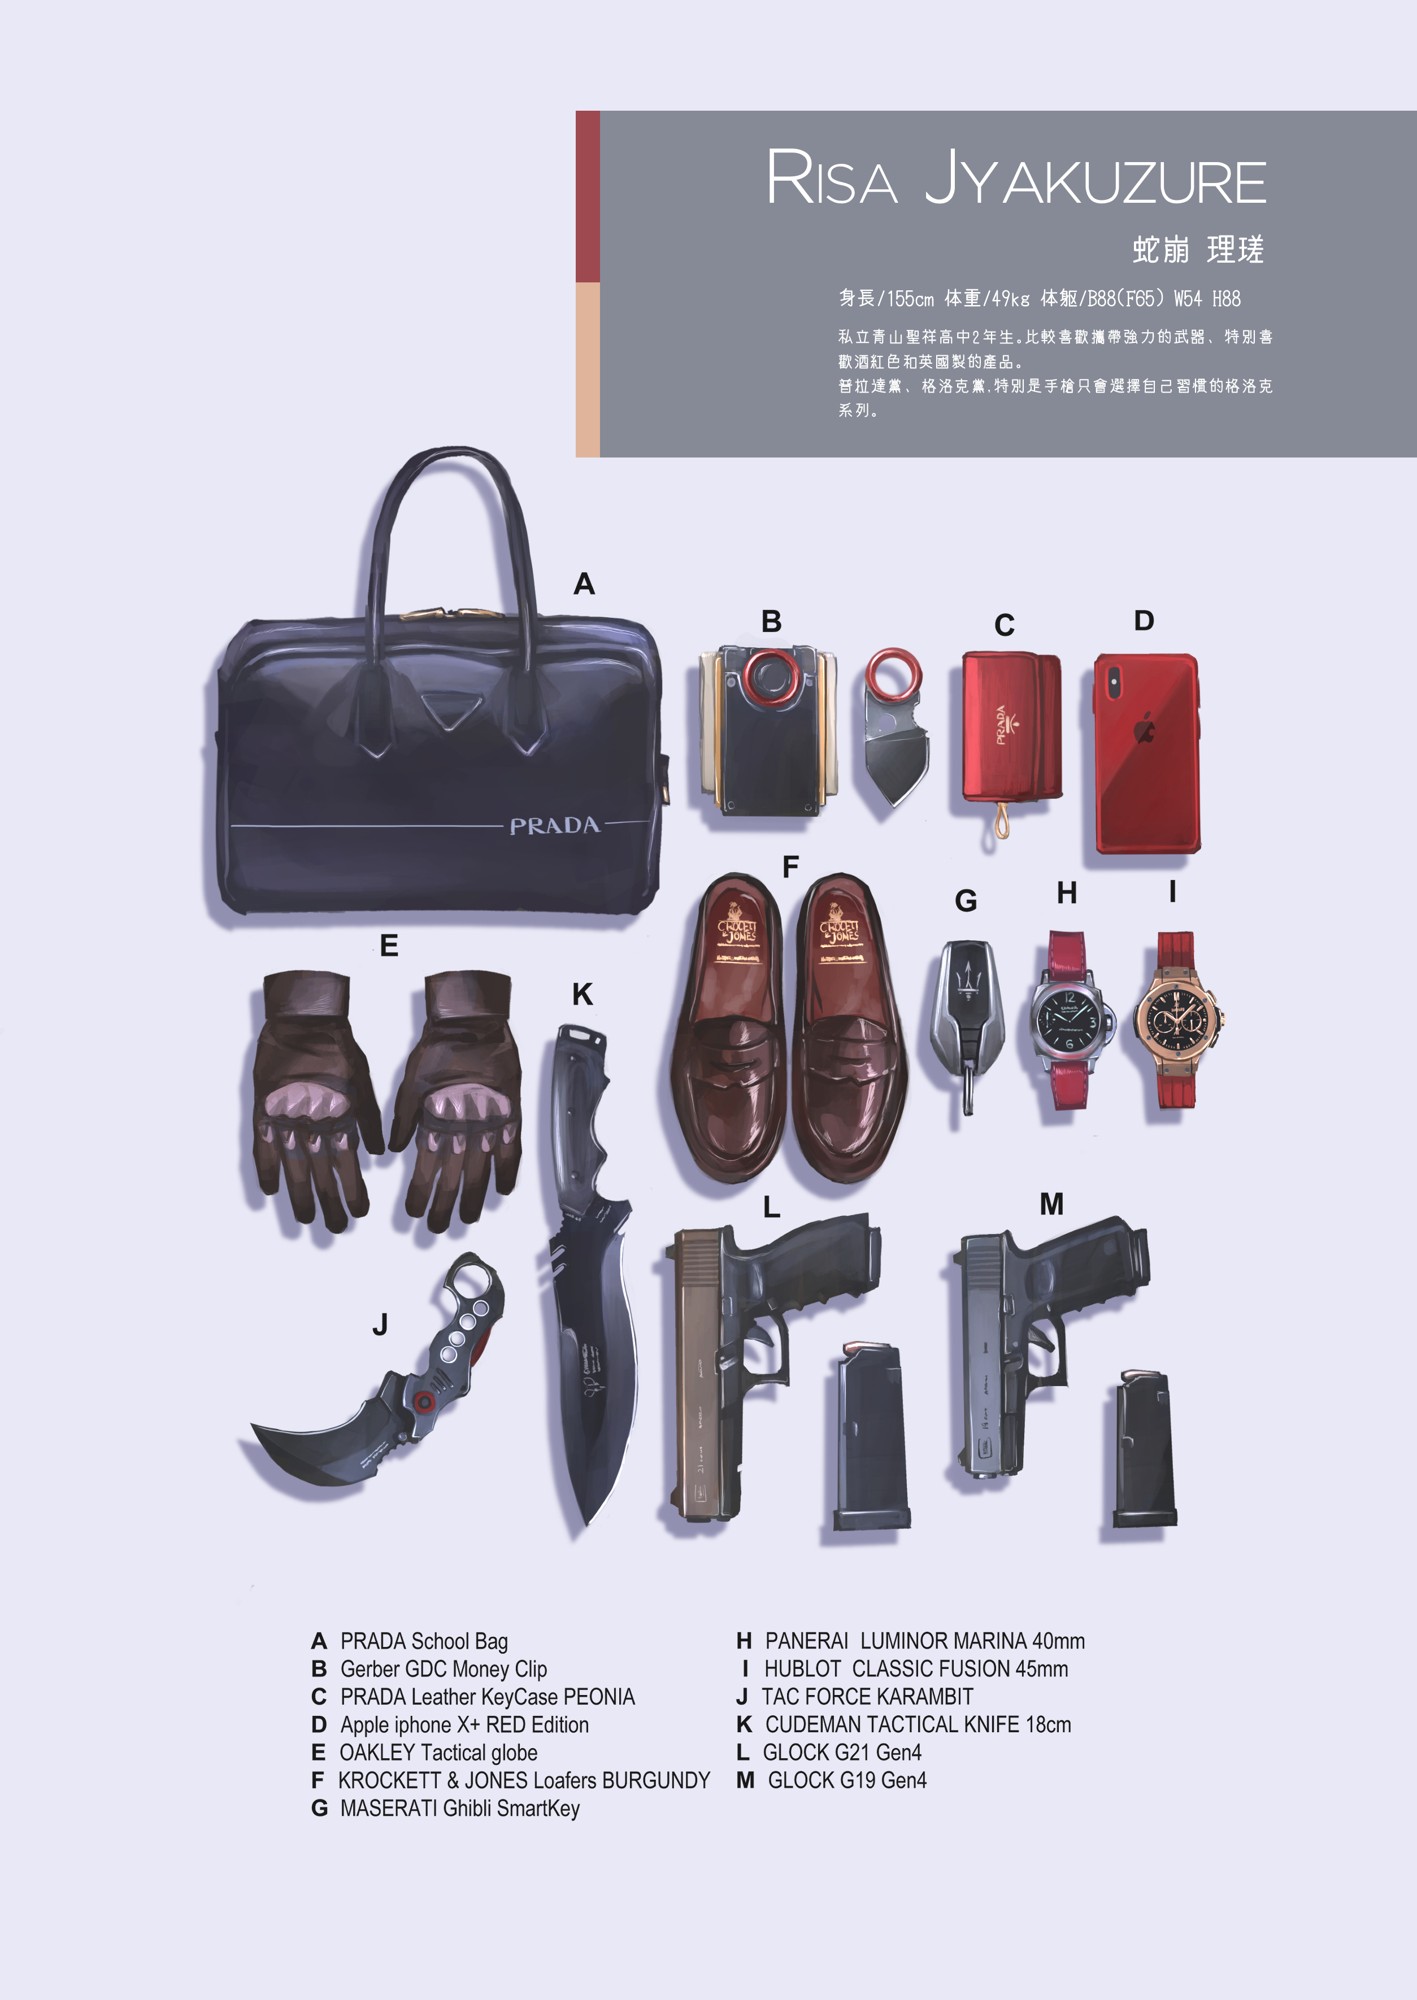 RISA JYAKUZURE
蛇崩 理瑳
身長/155cm 体重/49kg 体躯/B88(F65) W54 H88
私立青山聖祥高中2年生。比較喜歡攜帶強力的武器、特別喜
歡酒紅色和英國製的產品。
普拉達黨、格洛克黨,特別是手槍只會選擇自己習慣的格洛克
系列。
A
B
C
D
PRADA
PRADA
E
F
G
H
I
CROCETT
& JONES
CROCETT
& JONES
K
J
L
M
A PRADA School Bag
B Gerber GDC Money Clip
C PRADA Leather KeyCase PEONIA
D Apple iphone X+ RED Edition
E OAKLEY Tactical globe
F KROCKETT & JONES Loafers BURGUNDY
G MASERATI Ghibli SmartKey
H PANERAI LUMINOR MARINA 40mm
I HUBLOT CLASSIC FUSION 45mm
J TAC FORCE KARAMBIT
K CUDEMAN TACTICAL KNIFE 18cm
L GLOCK G21 Gen4
M GLOCK G19 Gen4